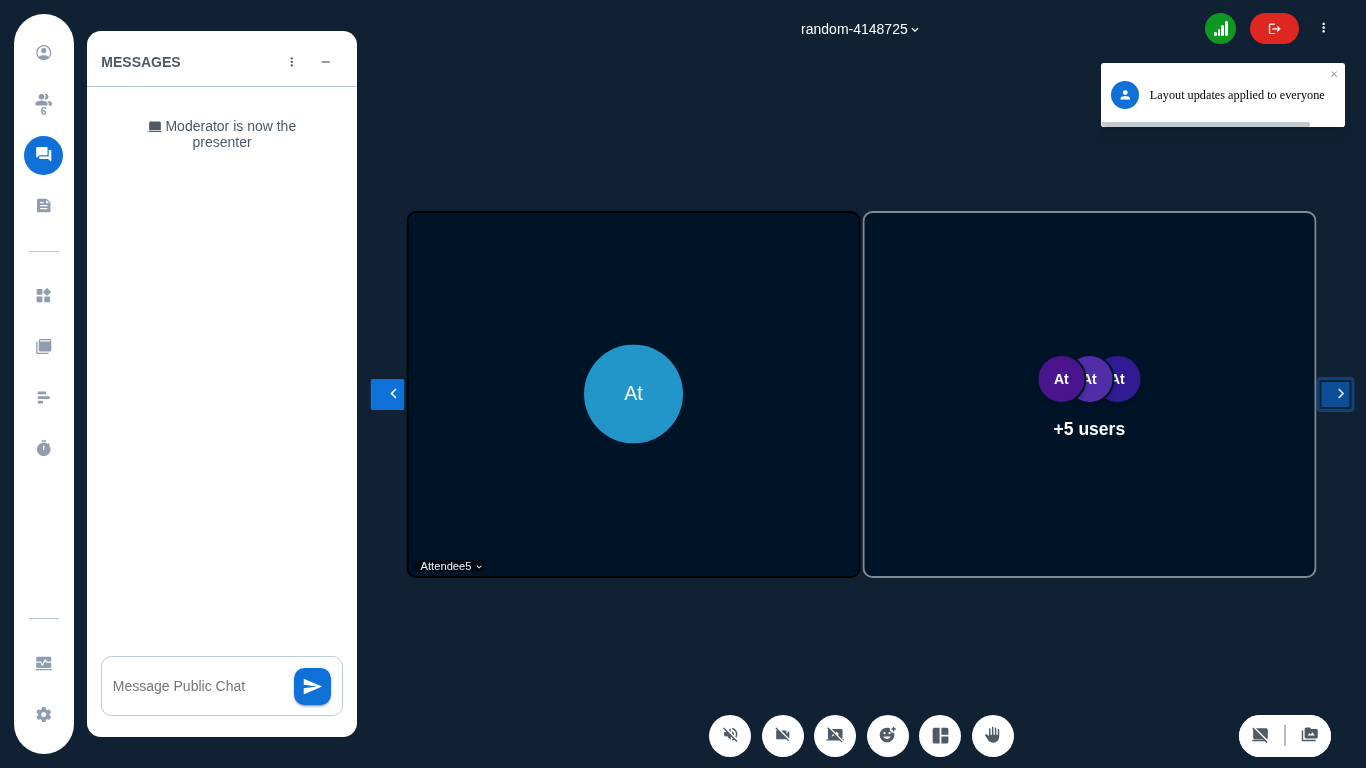 random-4148725
6
MESSAGES
Moderator is now the
presenter
Message Public Chat
Layout updates applied to everyone
At
Attendee5
At At At
+5 users